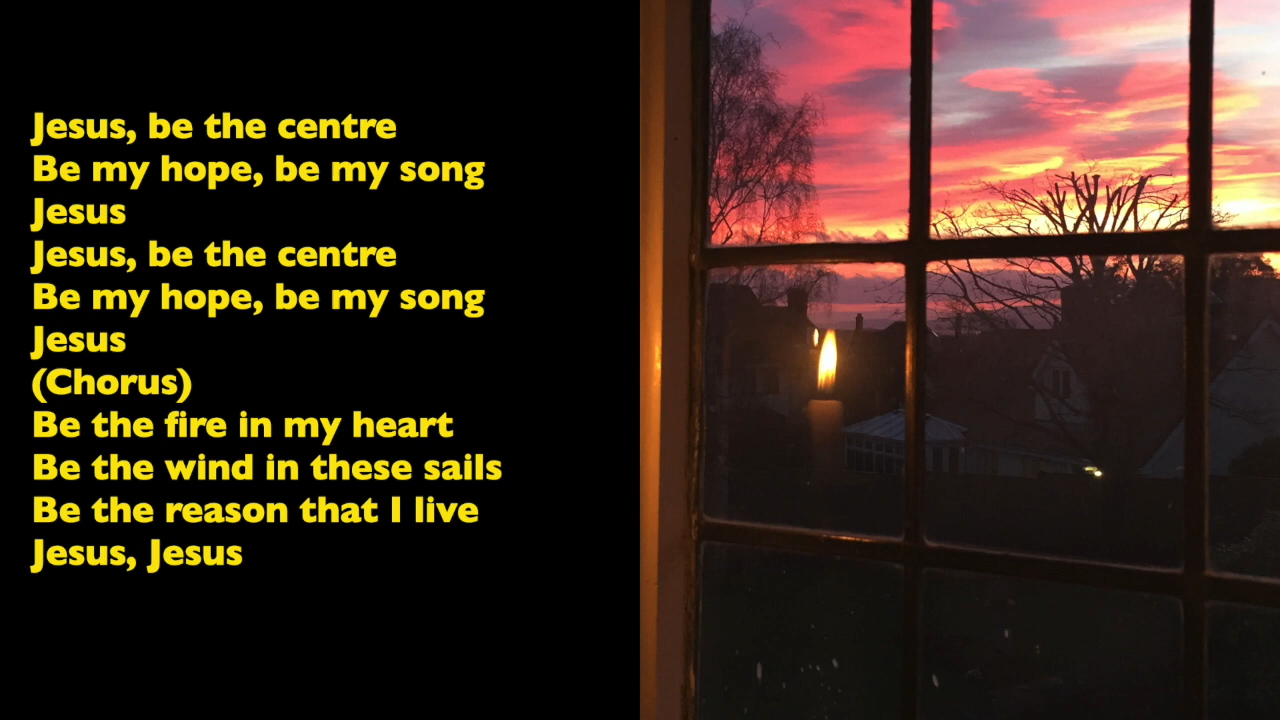 Jesus, be the centre
Be my hope, be my song
Jesus
Jesus, be the centre
Be my hope, be my song
Jesus
(Chorus)
Be the fire in my heart
Be the wind in these sails
Be the reason that I live
Jesus, Jesus